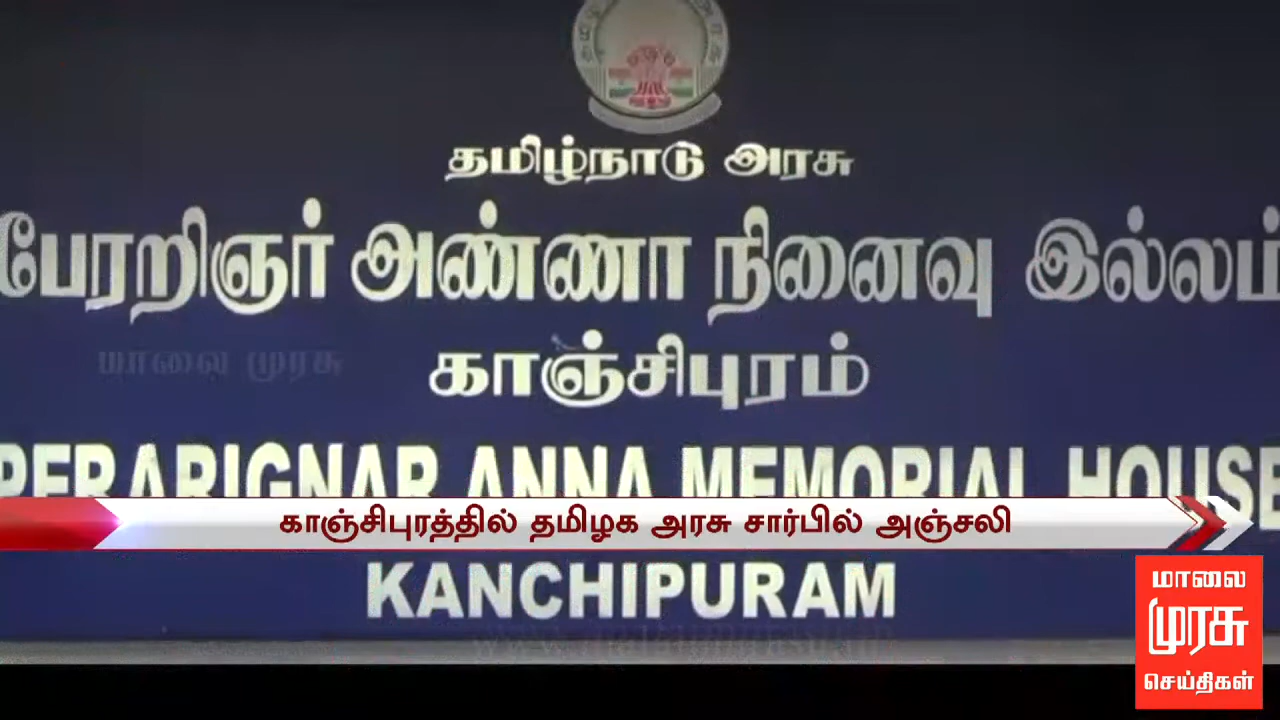 தமிழ்நாடு அரசு
பேரறிஞர் அண்ணா நினைவு இல்லம்
காஞ்சிபுரம்
மாலை முரசு
PERARIGNAR ANNA MEMORIAL HOUSE
காஞ்சிபுரத்தில் தமிழக அரசு சார்பில் அஞ்சலி
KANCHIPURAM
மாலை
முரசு
செய்திகள்